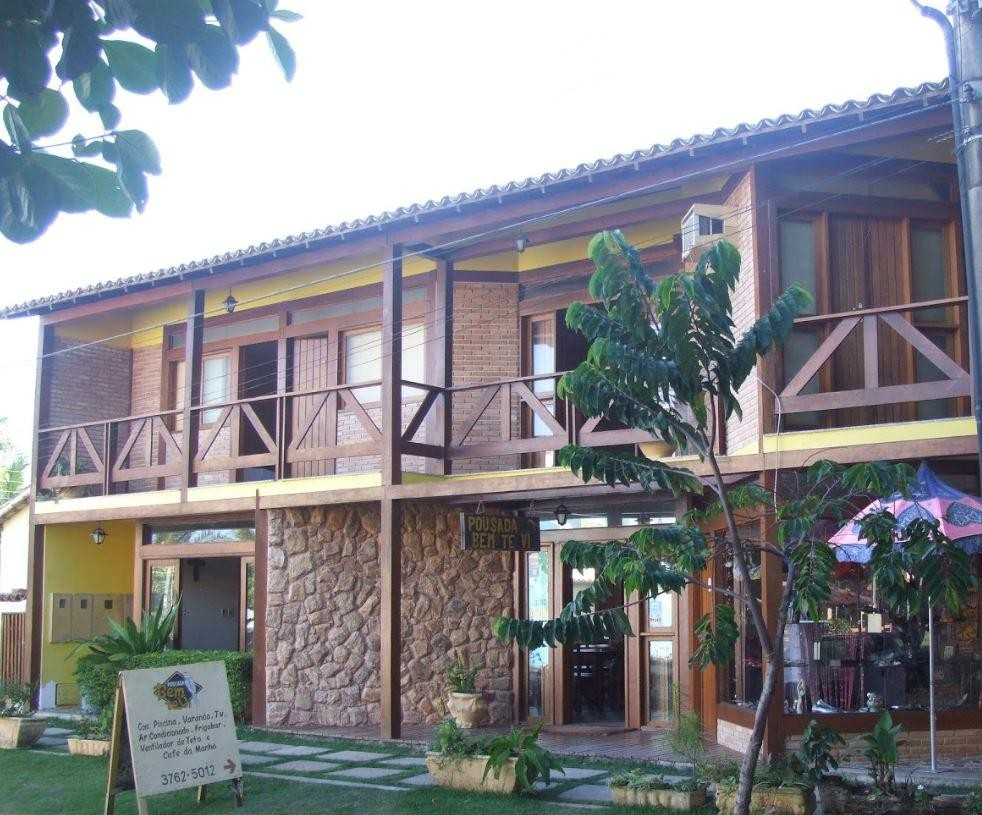 POUSADA
BEM TE VI
POUSADA
Bem
Com Piscina, Varanda, Tv
Ar Condicionado, Frigobar,
Ventilador de Teto e
Café da Manhã
3762-5012